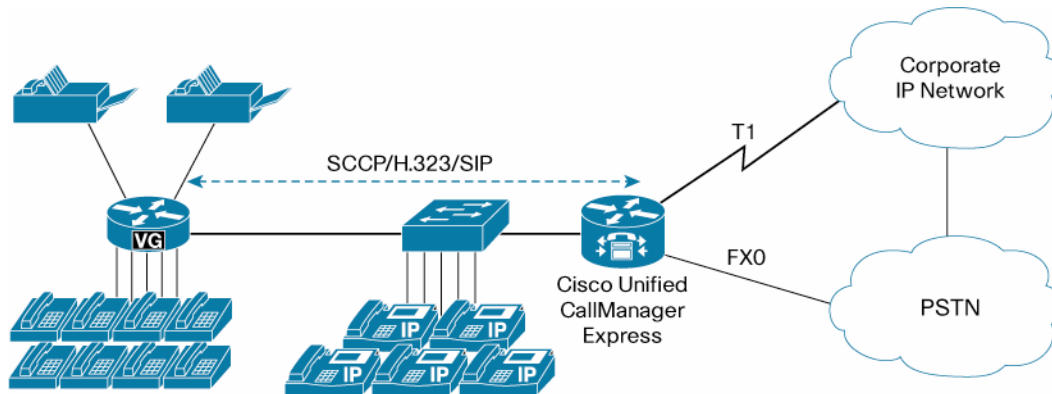 Corporate
IP Network
T1
SCCP/H.323/SIP
VG
FX0
Cisco Unified
CallManager
Express
PSTN
IP
IP
IP
IP
IP